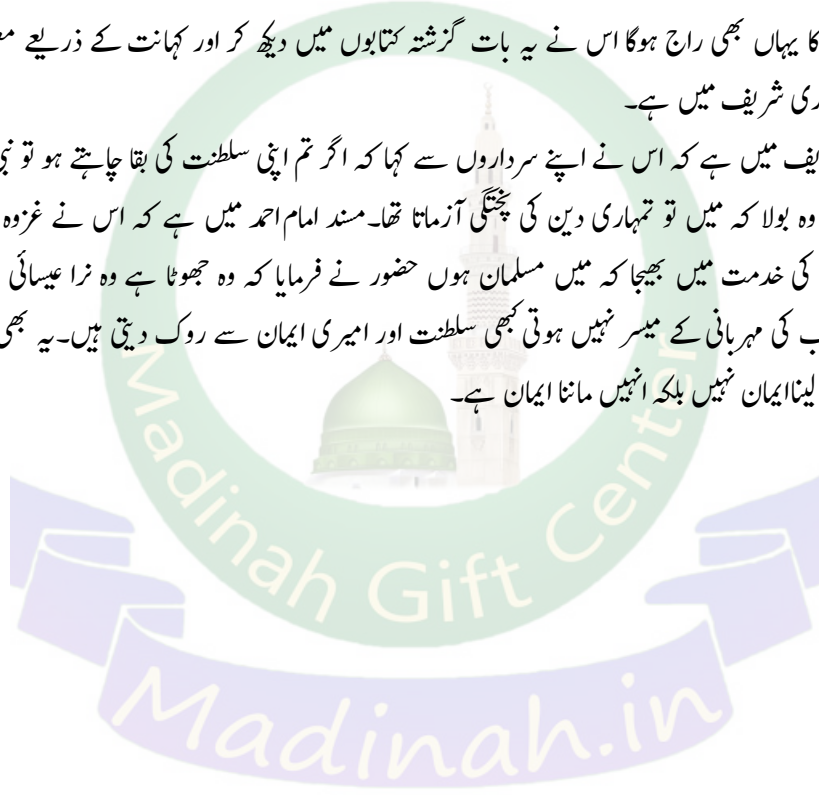 کا یہاں بھی راج ہوگا اس نے یہ بات گزشتہ کتابوں میں دیکھ کر اور کہانت کے ذریعے مع
ری شریف میں ہے۔
یف میں ہے کہ اس نے اپنے سرداروں سے کہا کہ اگر تم اپنی سلطنت کی بقا چاہتے ہو تو نبی
وہ بولا کہ میں تو تمہاری دین کی پختگی آزماتا تھا۔مسند امام احمد میں ہے کہ اس نے غزوہ
کی خدمت میں بھیجا کہ میں مسلمان ہوں حضور نے فرمایا کہ وہ جھوٹا ہے وہ نرا عیسائی
ب کی مہربانی کے میسر نہیں ہوتی کبھی سلطنت اور امیری ایمان سے روک دیتی ہیں۔یہ بھی
لیناایمان نہیں بلکہ انہیں ماننا ایمان ہے۔
Madinah Gift Center
Madinah.in